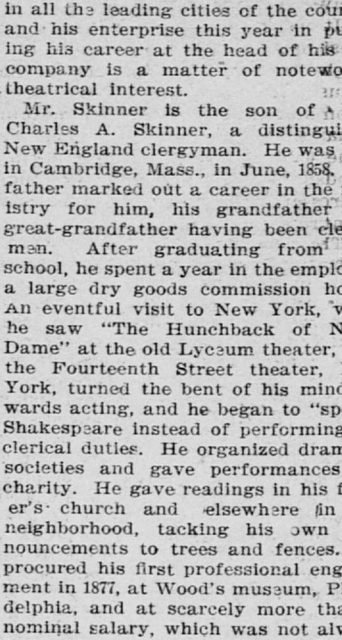 in all the leading cities of the cou
and his enterprise this year in pu
ing his career at the head of his
company is a matter of notewo
theatrical interest.
Mr. Skinner is the son of
Charles A. Skinner, a distingui
New England clergyman. He was
in Cambridge, Mass., in June, 1858.
father marked out a career in the
istry for him, his grandfather
great-grandfather having been cle
man. After graduating from
school, he spent a year in the emplo
a large dry goods commission ho
An eventful visit to New York, w
he saw "The Hunchback of N
Dame" at the old Lyceum theater,
the Fourteenth Street theater,
York, turned the bent of his mind
wards acting, and he began to "sp
Shakespeare instead of performing
clerical duties. He organized dram
societies and gave performances
charity. He gave readings in his f
er's church and elsewhere in
neighborhood, tacking his own
nouncements to trees and fences.
procured his first professional eng
ment in 1877, at Wood's museum, P
delphia, and at scarcely more tha
nominal salary, which was not alw